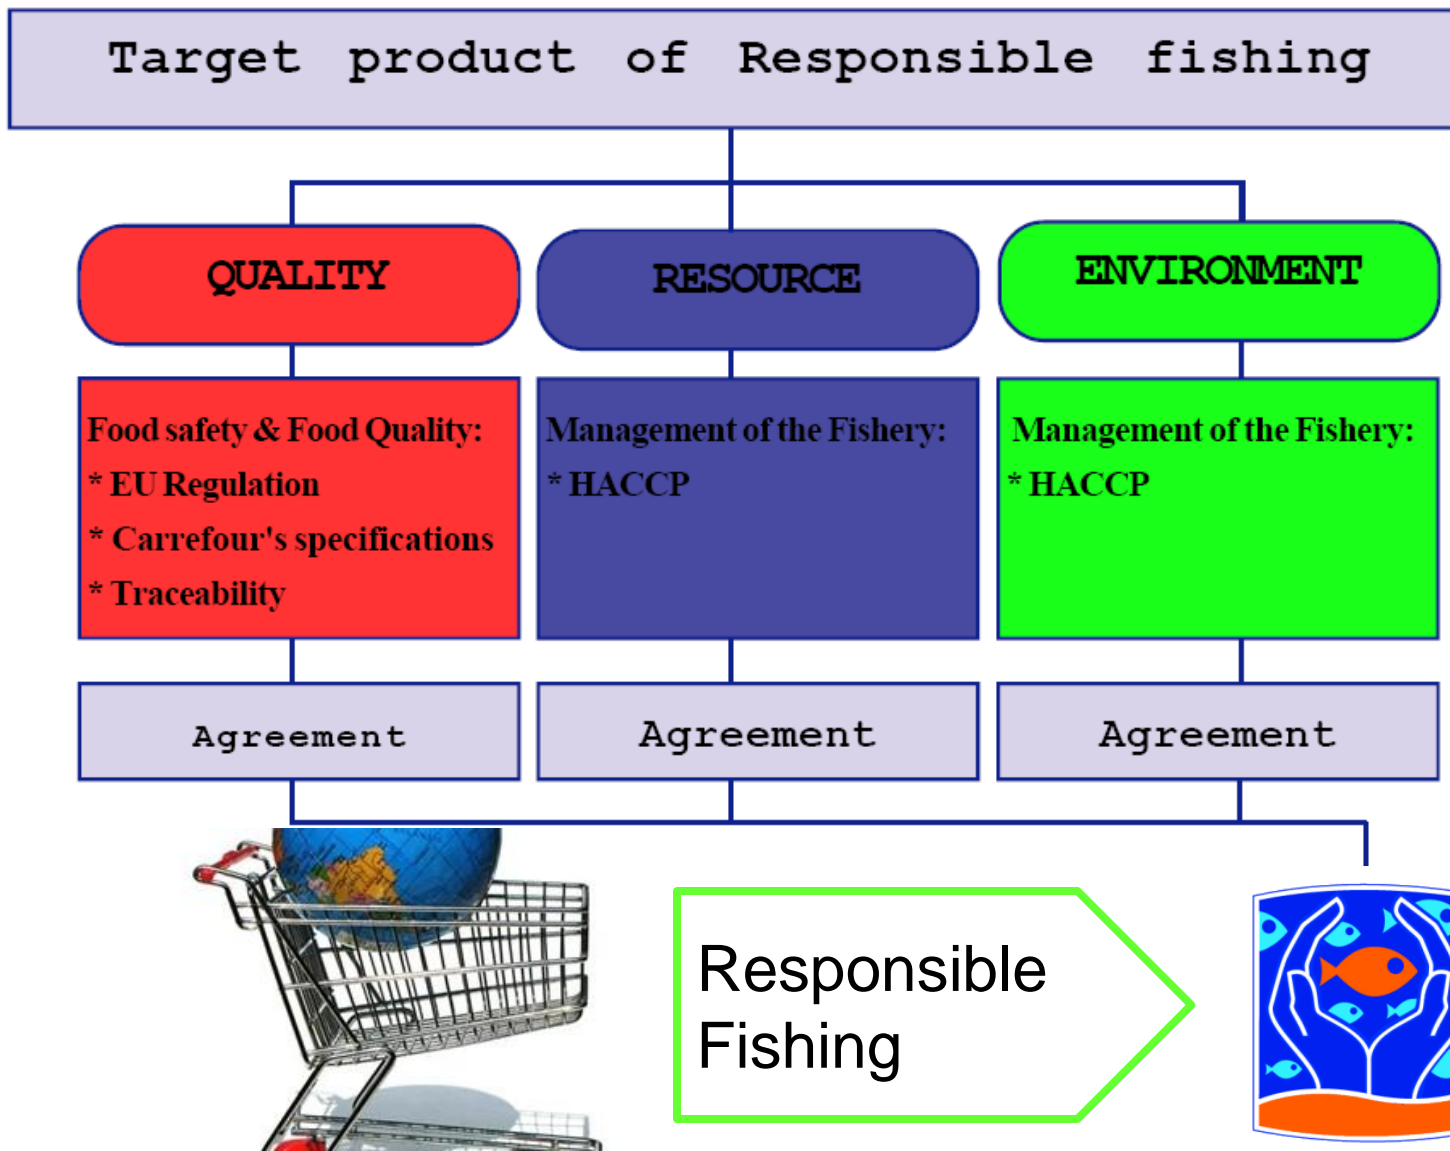 Target product of Responsible fishing
QUALITY
RESOURCE
ENVIRONMENT
Food safety & Food Quality:
* EU Regulation
* Carrefour's specifications
* Traceability
Management of the Fishery:
* HACCP
Management of the Fishery:
* HACCP
Agreement
Agreement
Agreement
Responsible
Fishing